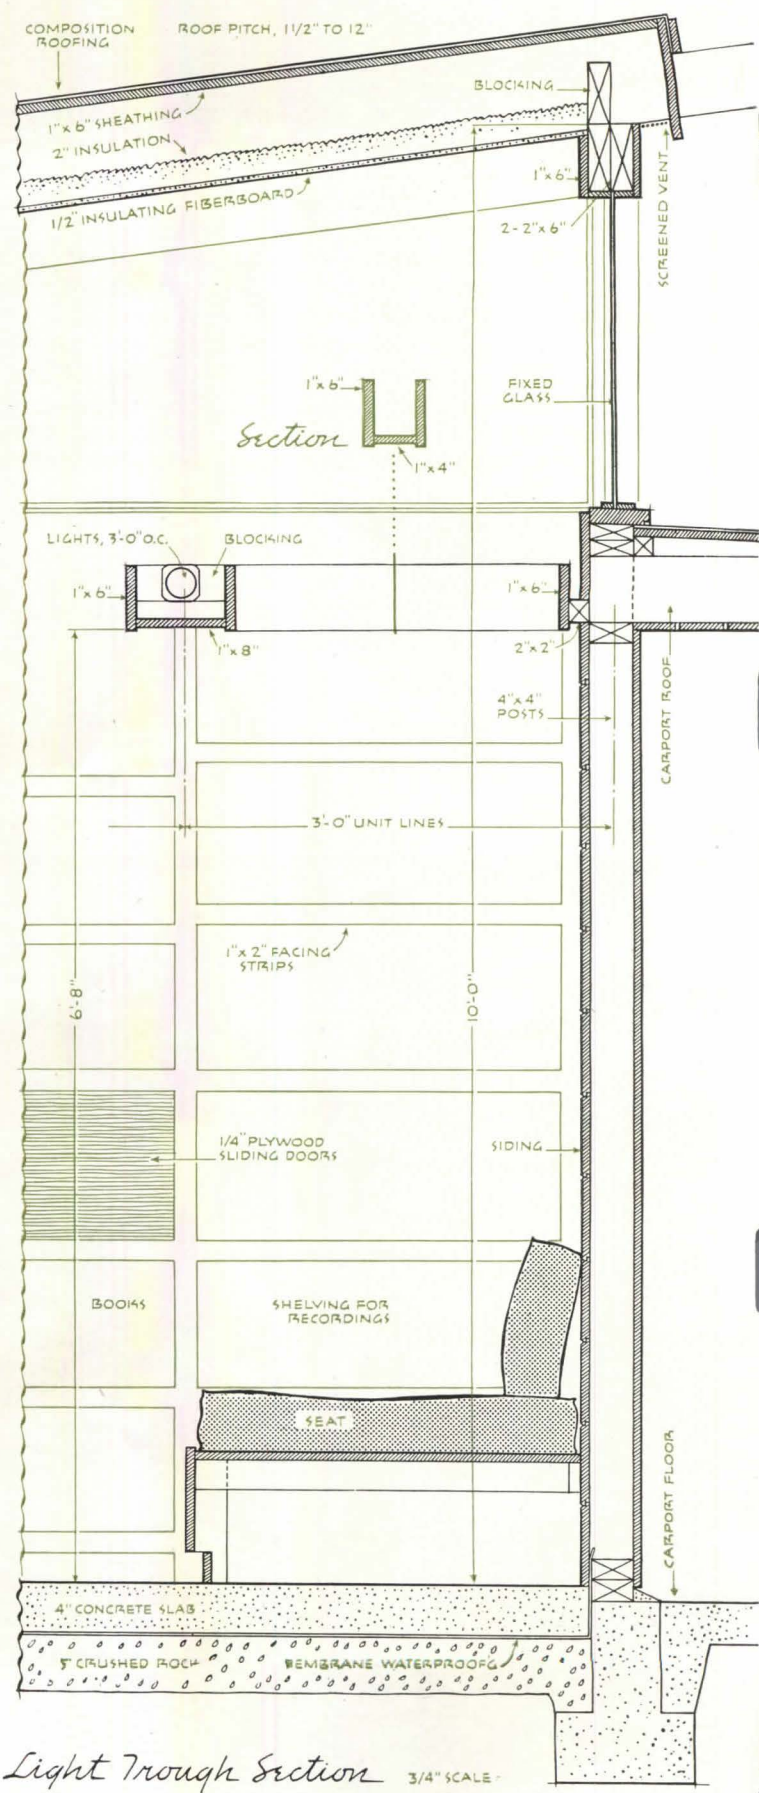 COMPOSITION
ROOFING
ROOF PITCH, 1 1/2" TO 12"
BLOCKING
1"x 6" SHEATHING
2" INSULATION
1/2" INSULATING FIBERBOARD
1"x 6"
2-2"x 6"
SCREENED VENT
1"x 6"
FIXED
GLASS
Section
1"x 4"
LIGHTS, 3'-0" O.C.
BLOCKING
1"x 6"
1"x 6"
1"x 8"
2"x 2"
4"x 4"
POSTS
CARPORT ROOF
3'-0" UNIT LINES
1"x 2" FACING
STRIPS
6'-8"
10'-0"
1/4" PLYWOOD
SLIDING DOORS
SIDING
BOOKS
SHELVING FOR
RECORDINGS
SEAT
CARPORT FLOOR
4" CONCRETE SLAB
5" CRUSHED ROCK
MEMBRANE WATERPROOFG
Light Trough Section
3/4" SCALE